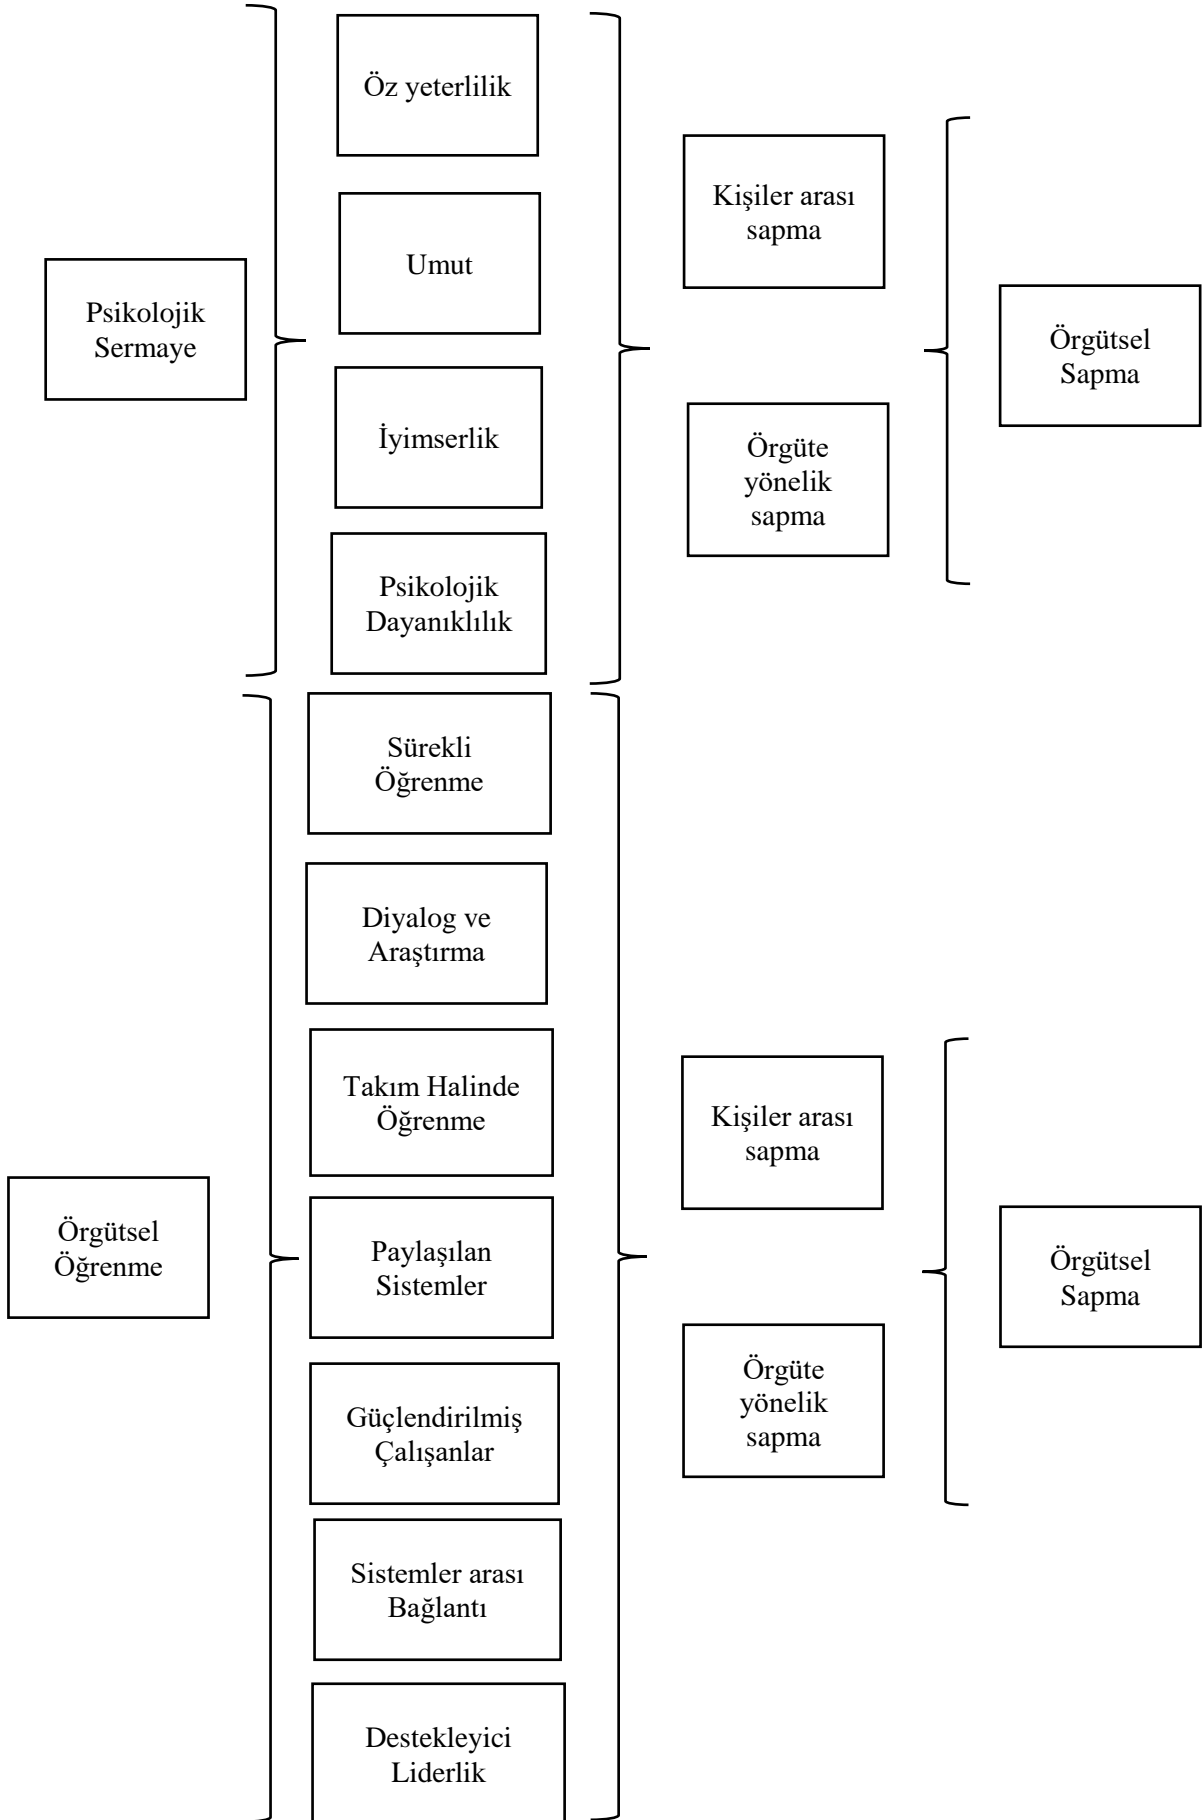 Psikolojik
Sermaye
Öz yeterlilik
Umut
İyimserlik
Psikolojik
Dayanıklılık
Kişiler arası
sapma
Örgüte
yönelik
sapma
Örgütsel
Sapma
Örgütsel
Öğrenme
Sürekli
Öğrenme
Diyalog ve
Araştırma
Takım Halinde
Öğrenme
Paylaşılan
Sistemler
Güçlendirilmiş
Çalışanlar
Sistemler arası
Bağlantı
Destekleyici
Liderlik
Kişiler arası
sapma
Örgüte
yönelik
sapma
Örgütsel
Sapma